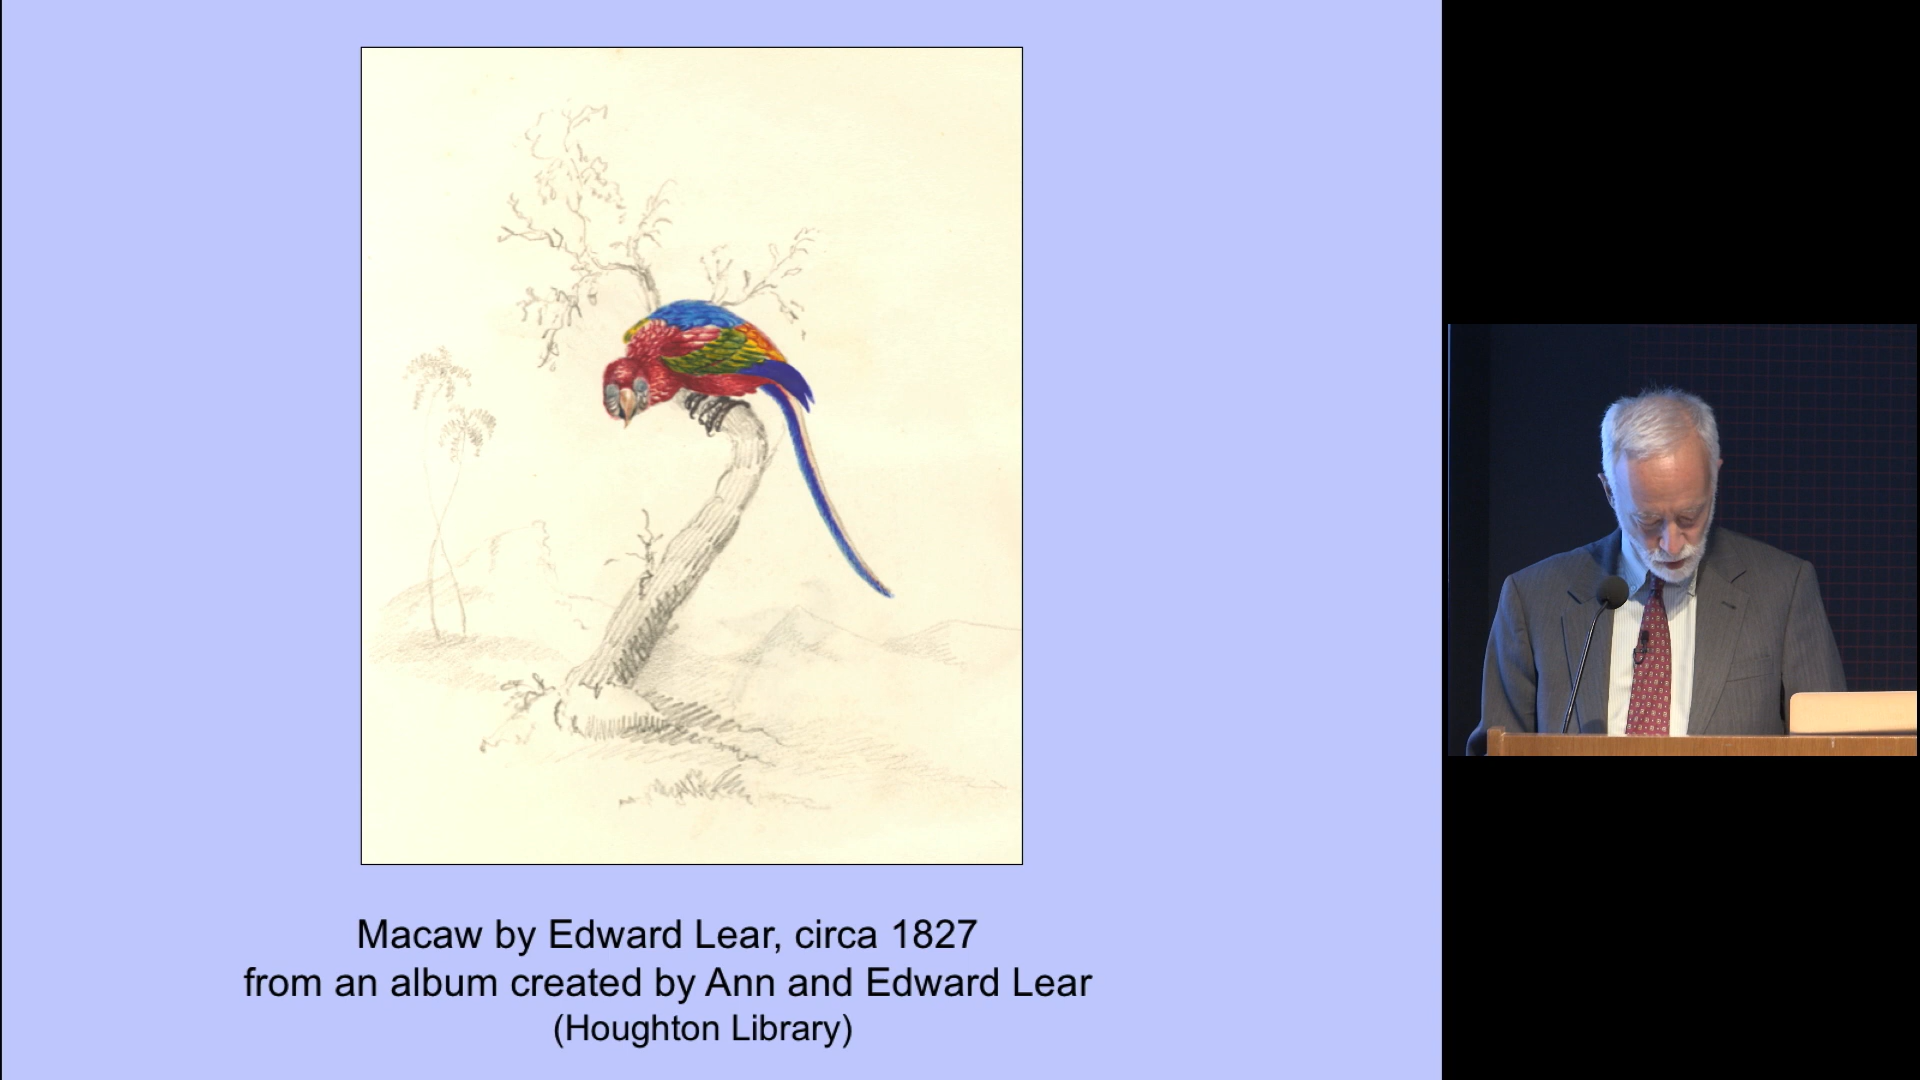 Macaw by Edward Lear, circa 1827
from an album created by Ann and Edward Lear
(Houghton Library)